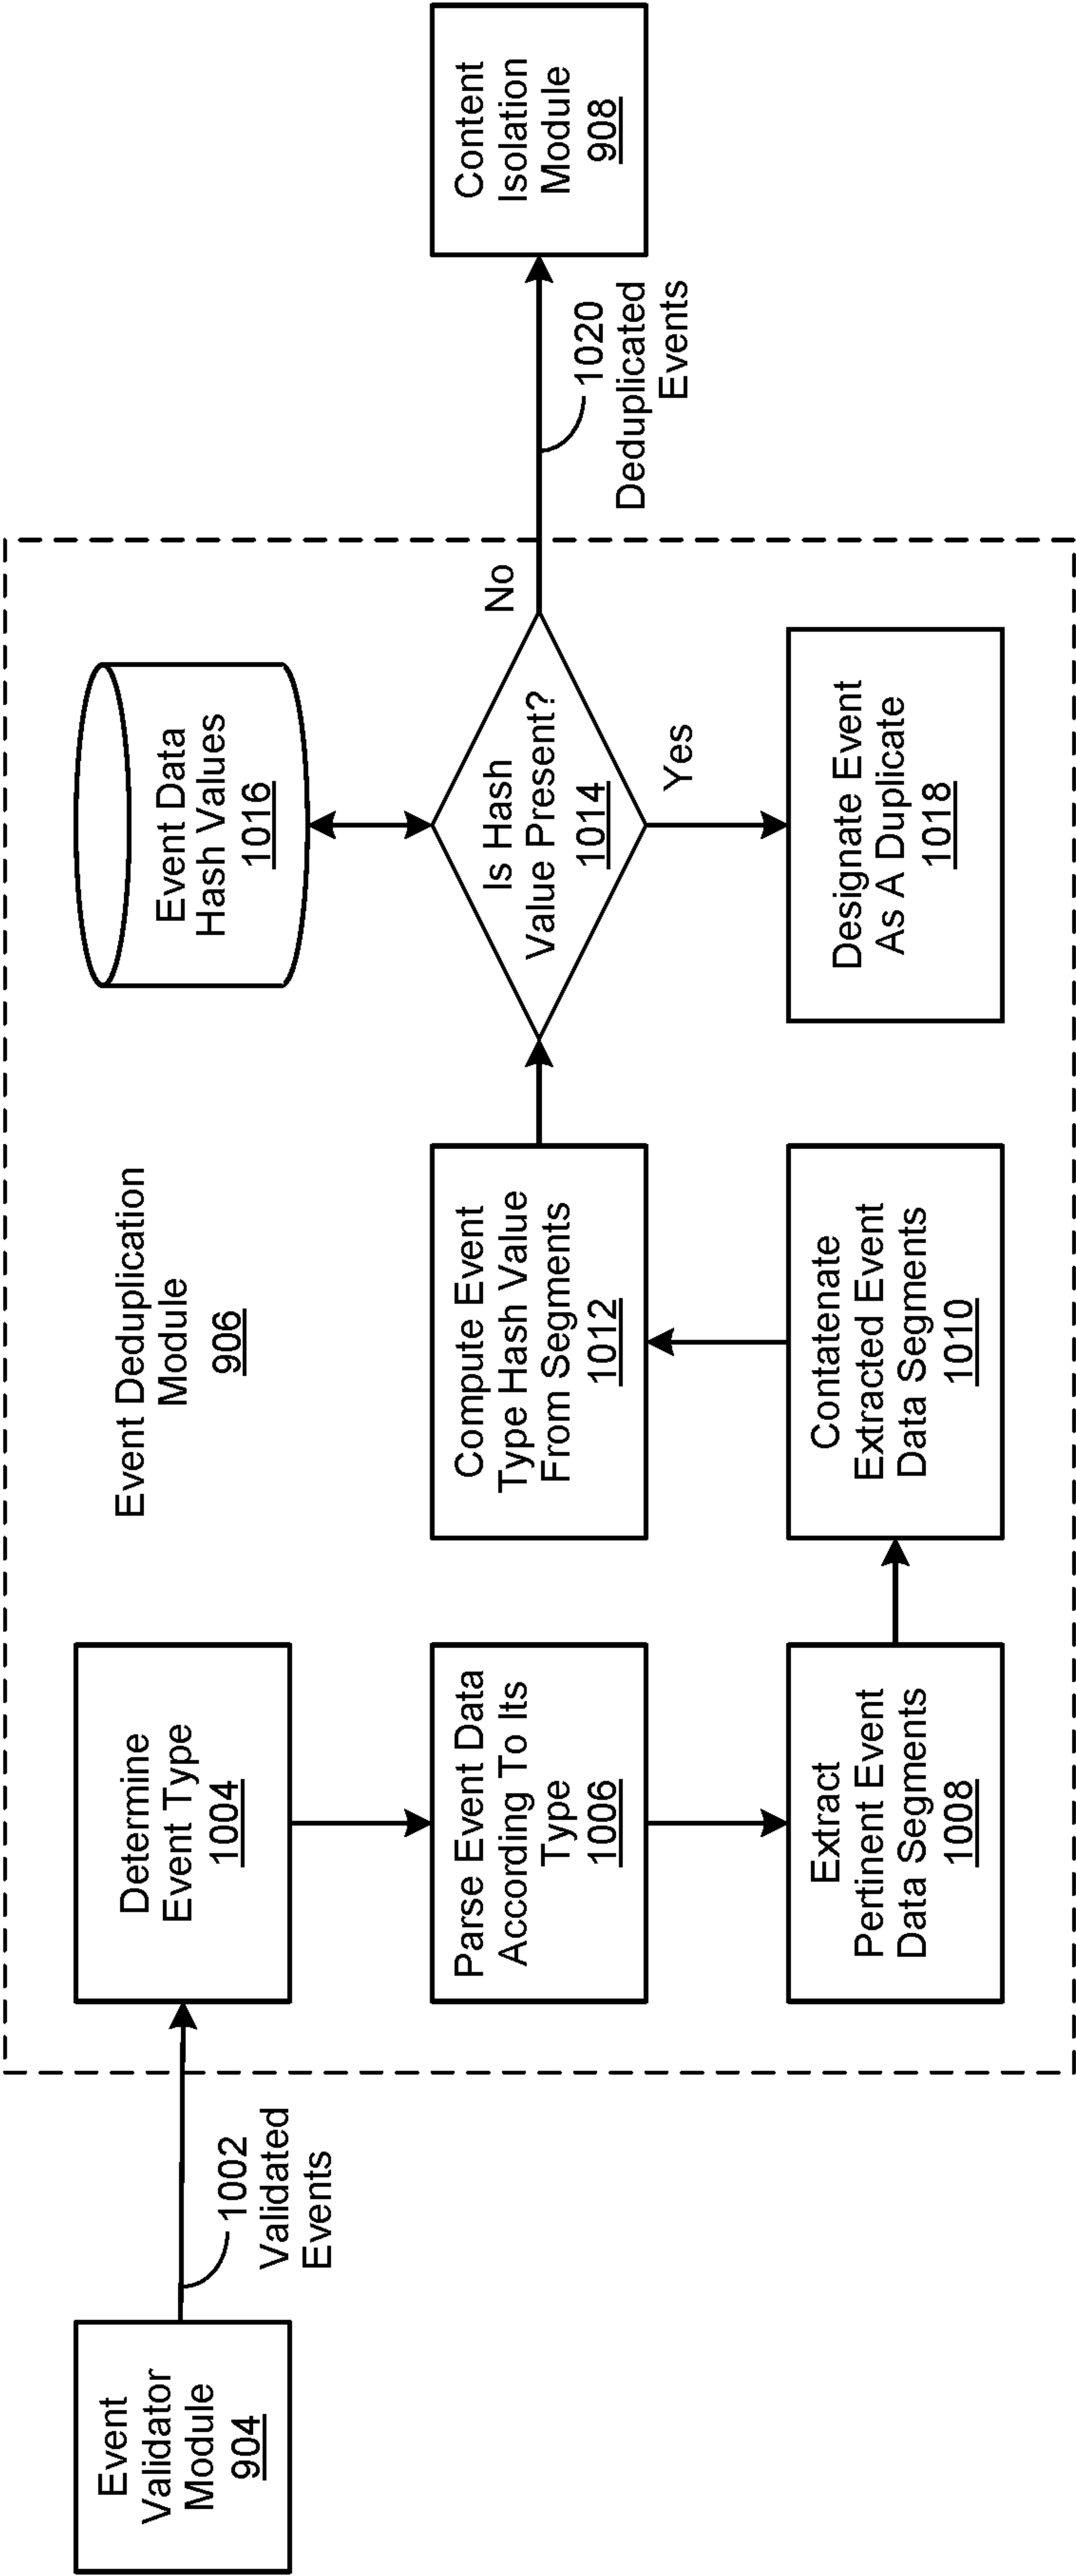 Event
Validator
Module
904
1002
Validated
Events
Event Deduplication
Module
906
Determine
Event Type
1004
Parse Event Data
According To Its
Type
1006
Extract
Pertinent Event
Data Segments
1008
Contatenate
Extracted Event
Data Segments
1010
Compute Event
Type Hash Value
From Segments
1012
Is Hash
Value Present?
1014
Event Data
Hash Values
1016
Yes
Designate Event
As A Duplicate
1018
No
1020
Deduplicated
Events
Content
Isolation
Module
908